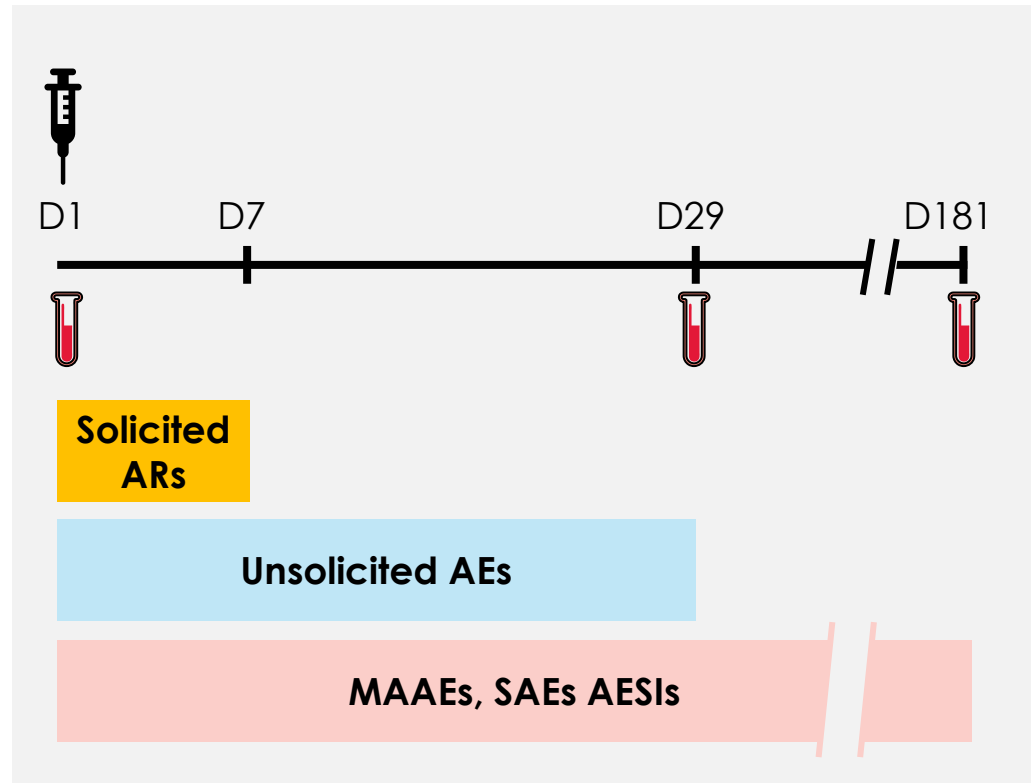 D1 D7 D29 D181
Solicited
ARs
Unsolicited AEs
MAAEs, SAEs AESIs